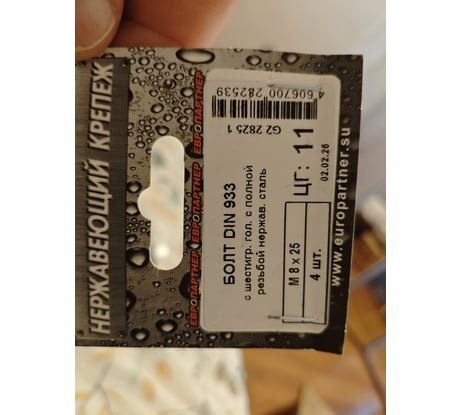 НЕРЖАВЕЮЩИЙ КРЕПЕЖ
ЕВРОПАРТНЕР ЕВРОПАРТНЕР ЕВРОПАРТНЕР ЕВРОПАРТНЕР
БОЛТ DIN 933
с шестигр. гол. с полной
резьбой нержав. сталь
М 8 х 25
4 шт.
G2 2825 1
4 606700 282539
ЦГ: 11
02.02.26
www.europartner.su